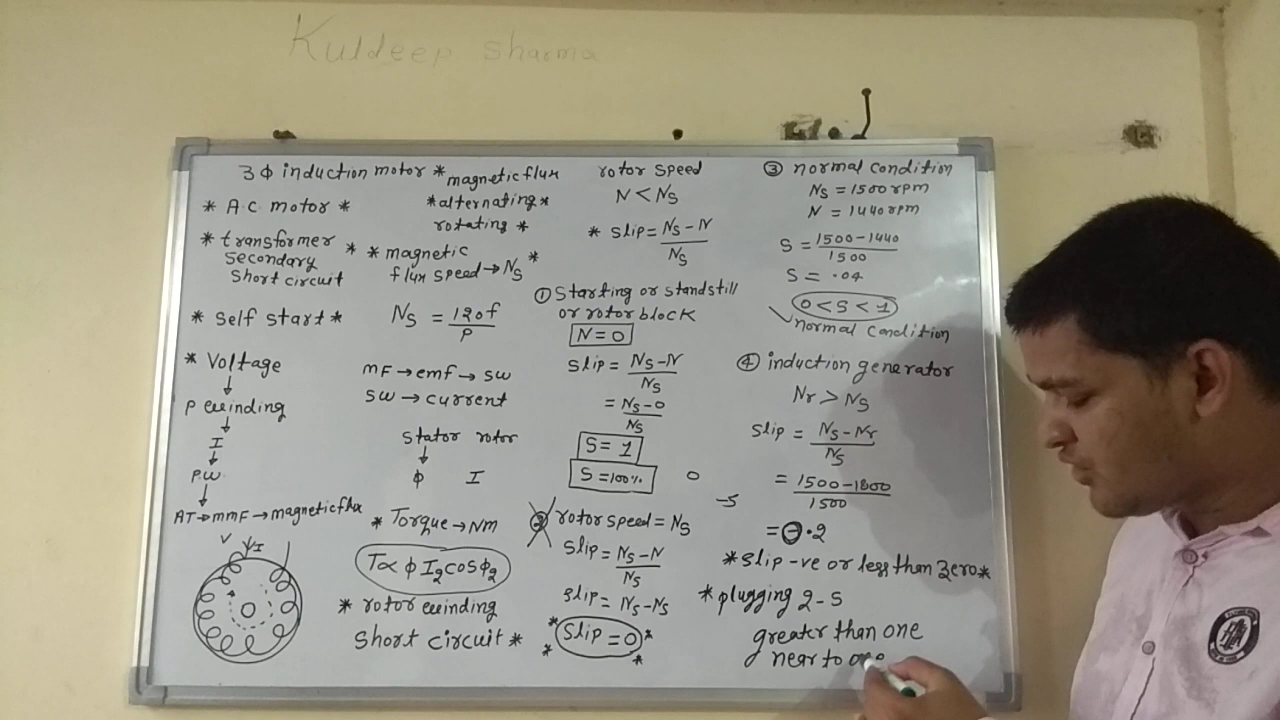 Kuldeep Sharma
3 Φ induction motor
* A.C. motor *
* transformer *
secondary
Short circuit
* Self start *
* Voltage
↓
P winding
↓
I
↓
P.W.
↓
AT → mmF → magnetic flux
V I
* magnetic flux
* alternating *
rotating *
* magnetic
flux speed → Ns *
Ns = 120f / P
MF → emf → SW
SW → current
Stator rotor
↓
Φ I
* Torque → Nm
T ∝ Φ I2 cos Φ2
* rotor winding
Short circuit *
rotor speed
N < Ns
* Slip = Ns - N / Ns
① Starting or standstill
or rotor block
N = 0
Slip = Ns - N / Ns
= Ns - 0 / Ns
S = 1
S = 100%
② rotor speed = Ns
Slip = Ns - N / Ns
Slip = Ns - Ns
* Slip = 0 *
* *
③ normal condition
Ns = 1500 rpm
N = 1440 rpm
S = 1500 - 1440 / 1500
S = .04
0 < S < 1
normal condition
④ induction generator
Nr > Ns
Slip = Ns - Nr / Ns
= 1500 - 1800 / 1500
0
-S
= - .2
* Slip -ve or less than zero *
* plugging 2-S
greater than one
near to